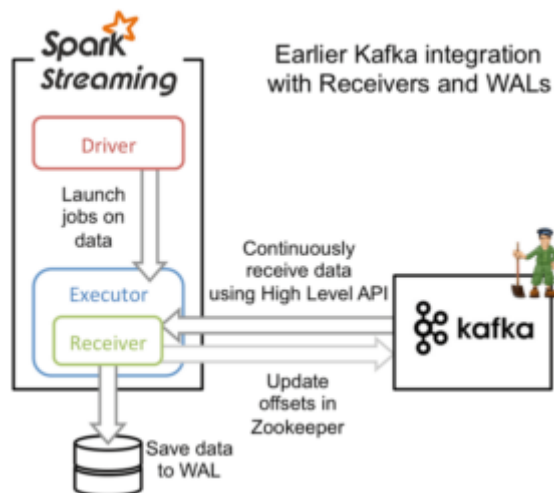 Spark
Streaming
Earlier Kafka integration
with Receivers and WALs
Driver
Launch
jobs on
data
Continuously
receive data
using High Level API
Executor
Receiver
kafka
Update
offsets in
Zookeeper
Save data
to WAL